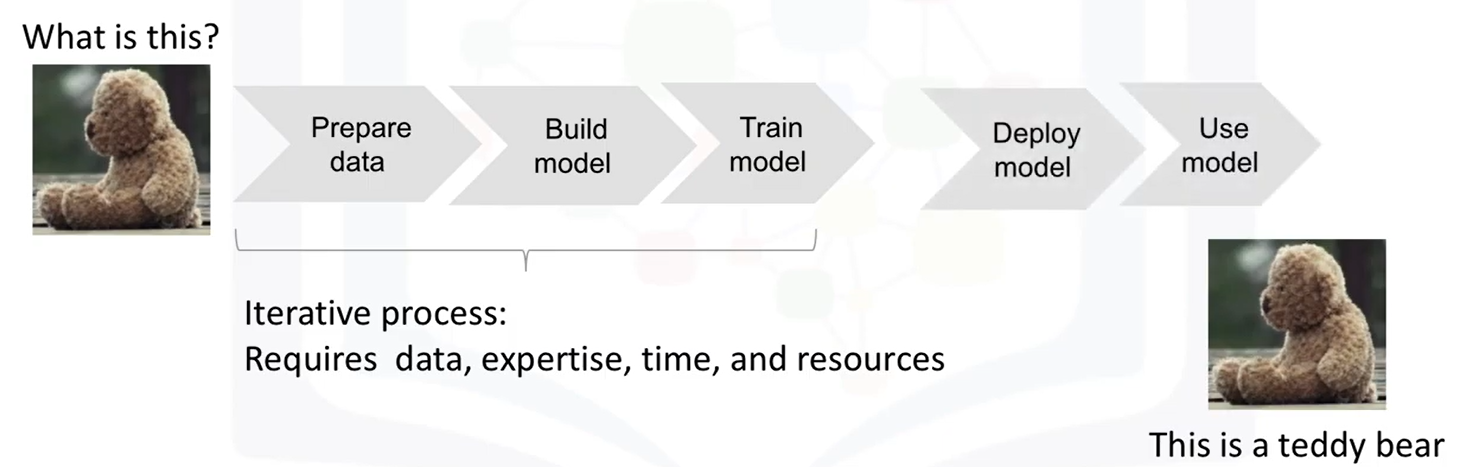 What is this?
Prepare
data
Build
model
Train
model
Deploy
model
Use
model
Iterative process:
Requires  data, expertise, time, and resources
This is a teddy bear